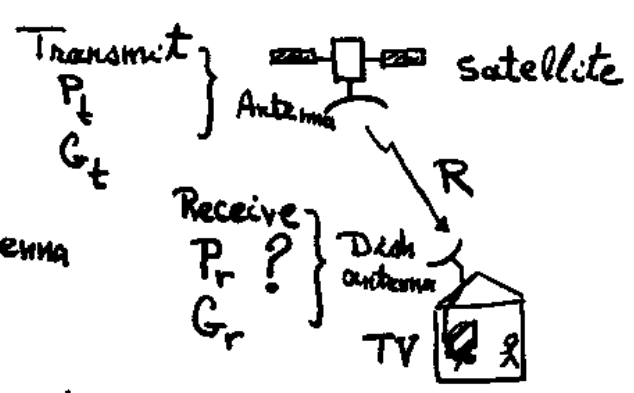 Transmit
Pt
Gt
Antenna
satellite
R
enna
Receive
Pr ?
Gr
Dish
antenna
TV